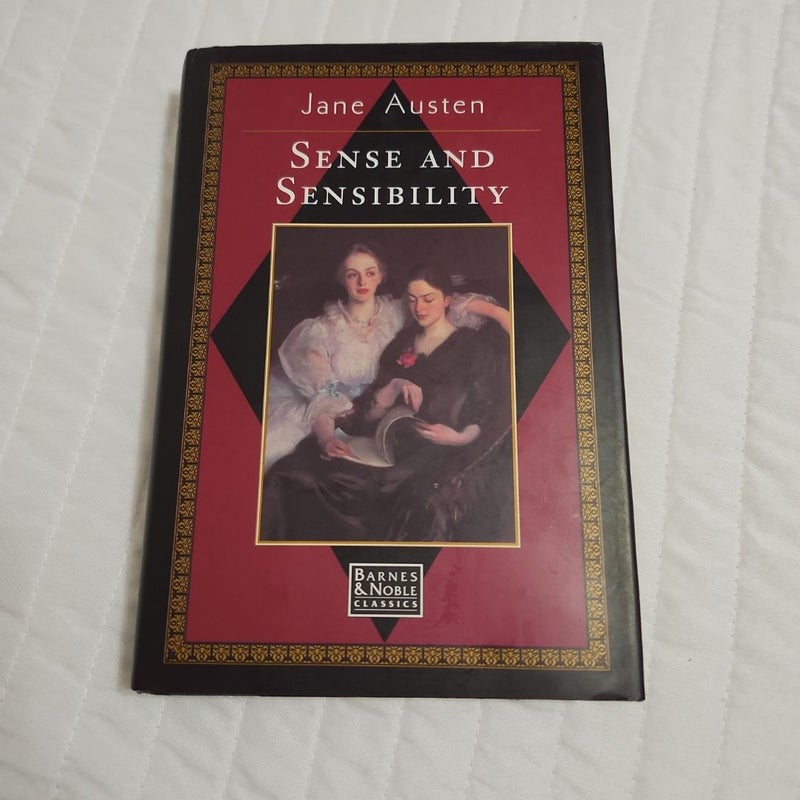 Jane Austen
SENSE AND
SENSIBILITY
BARNES
& NOBLE
CLASSICS